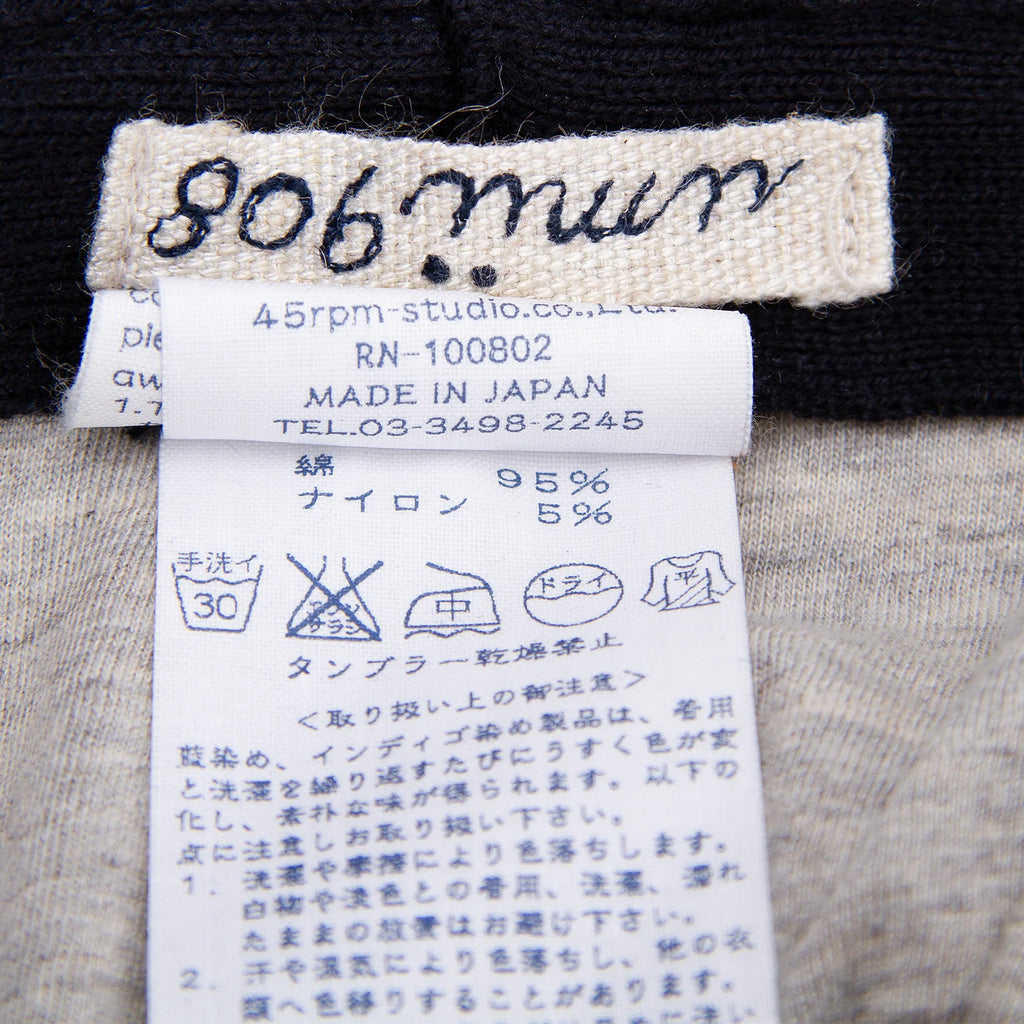 umii 908
45rpm-studio.co.,Ltd.
RN-100802
MADE IN JAPAN
TEL.03-3498-2245
綿 95%
ナイロン 5%
手洗イ
30
中
ドライ
平
タンブラー乾燥禁止
<取り扱い上の御注意>
藍染め、インディゴ染め製品は、着用
と洗濯を繰り返すたびにうすく色が変
化し、素朴な味が得られます。以下の
点に注意しお取り扱い下さい。
1. 洗濯や摩擦により色落ちします。
白物や淡色との着用、洗濯、濡れ
たままの放置はお避け下さい。
2. 汗や湿気により色落ちし、他の衣
類へ色移りすることがあります。